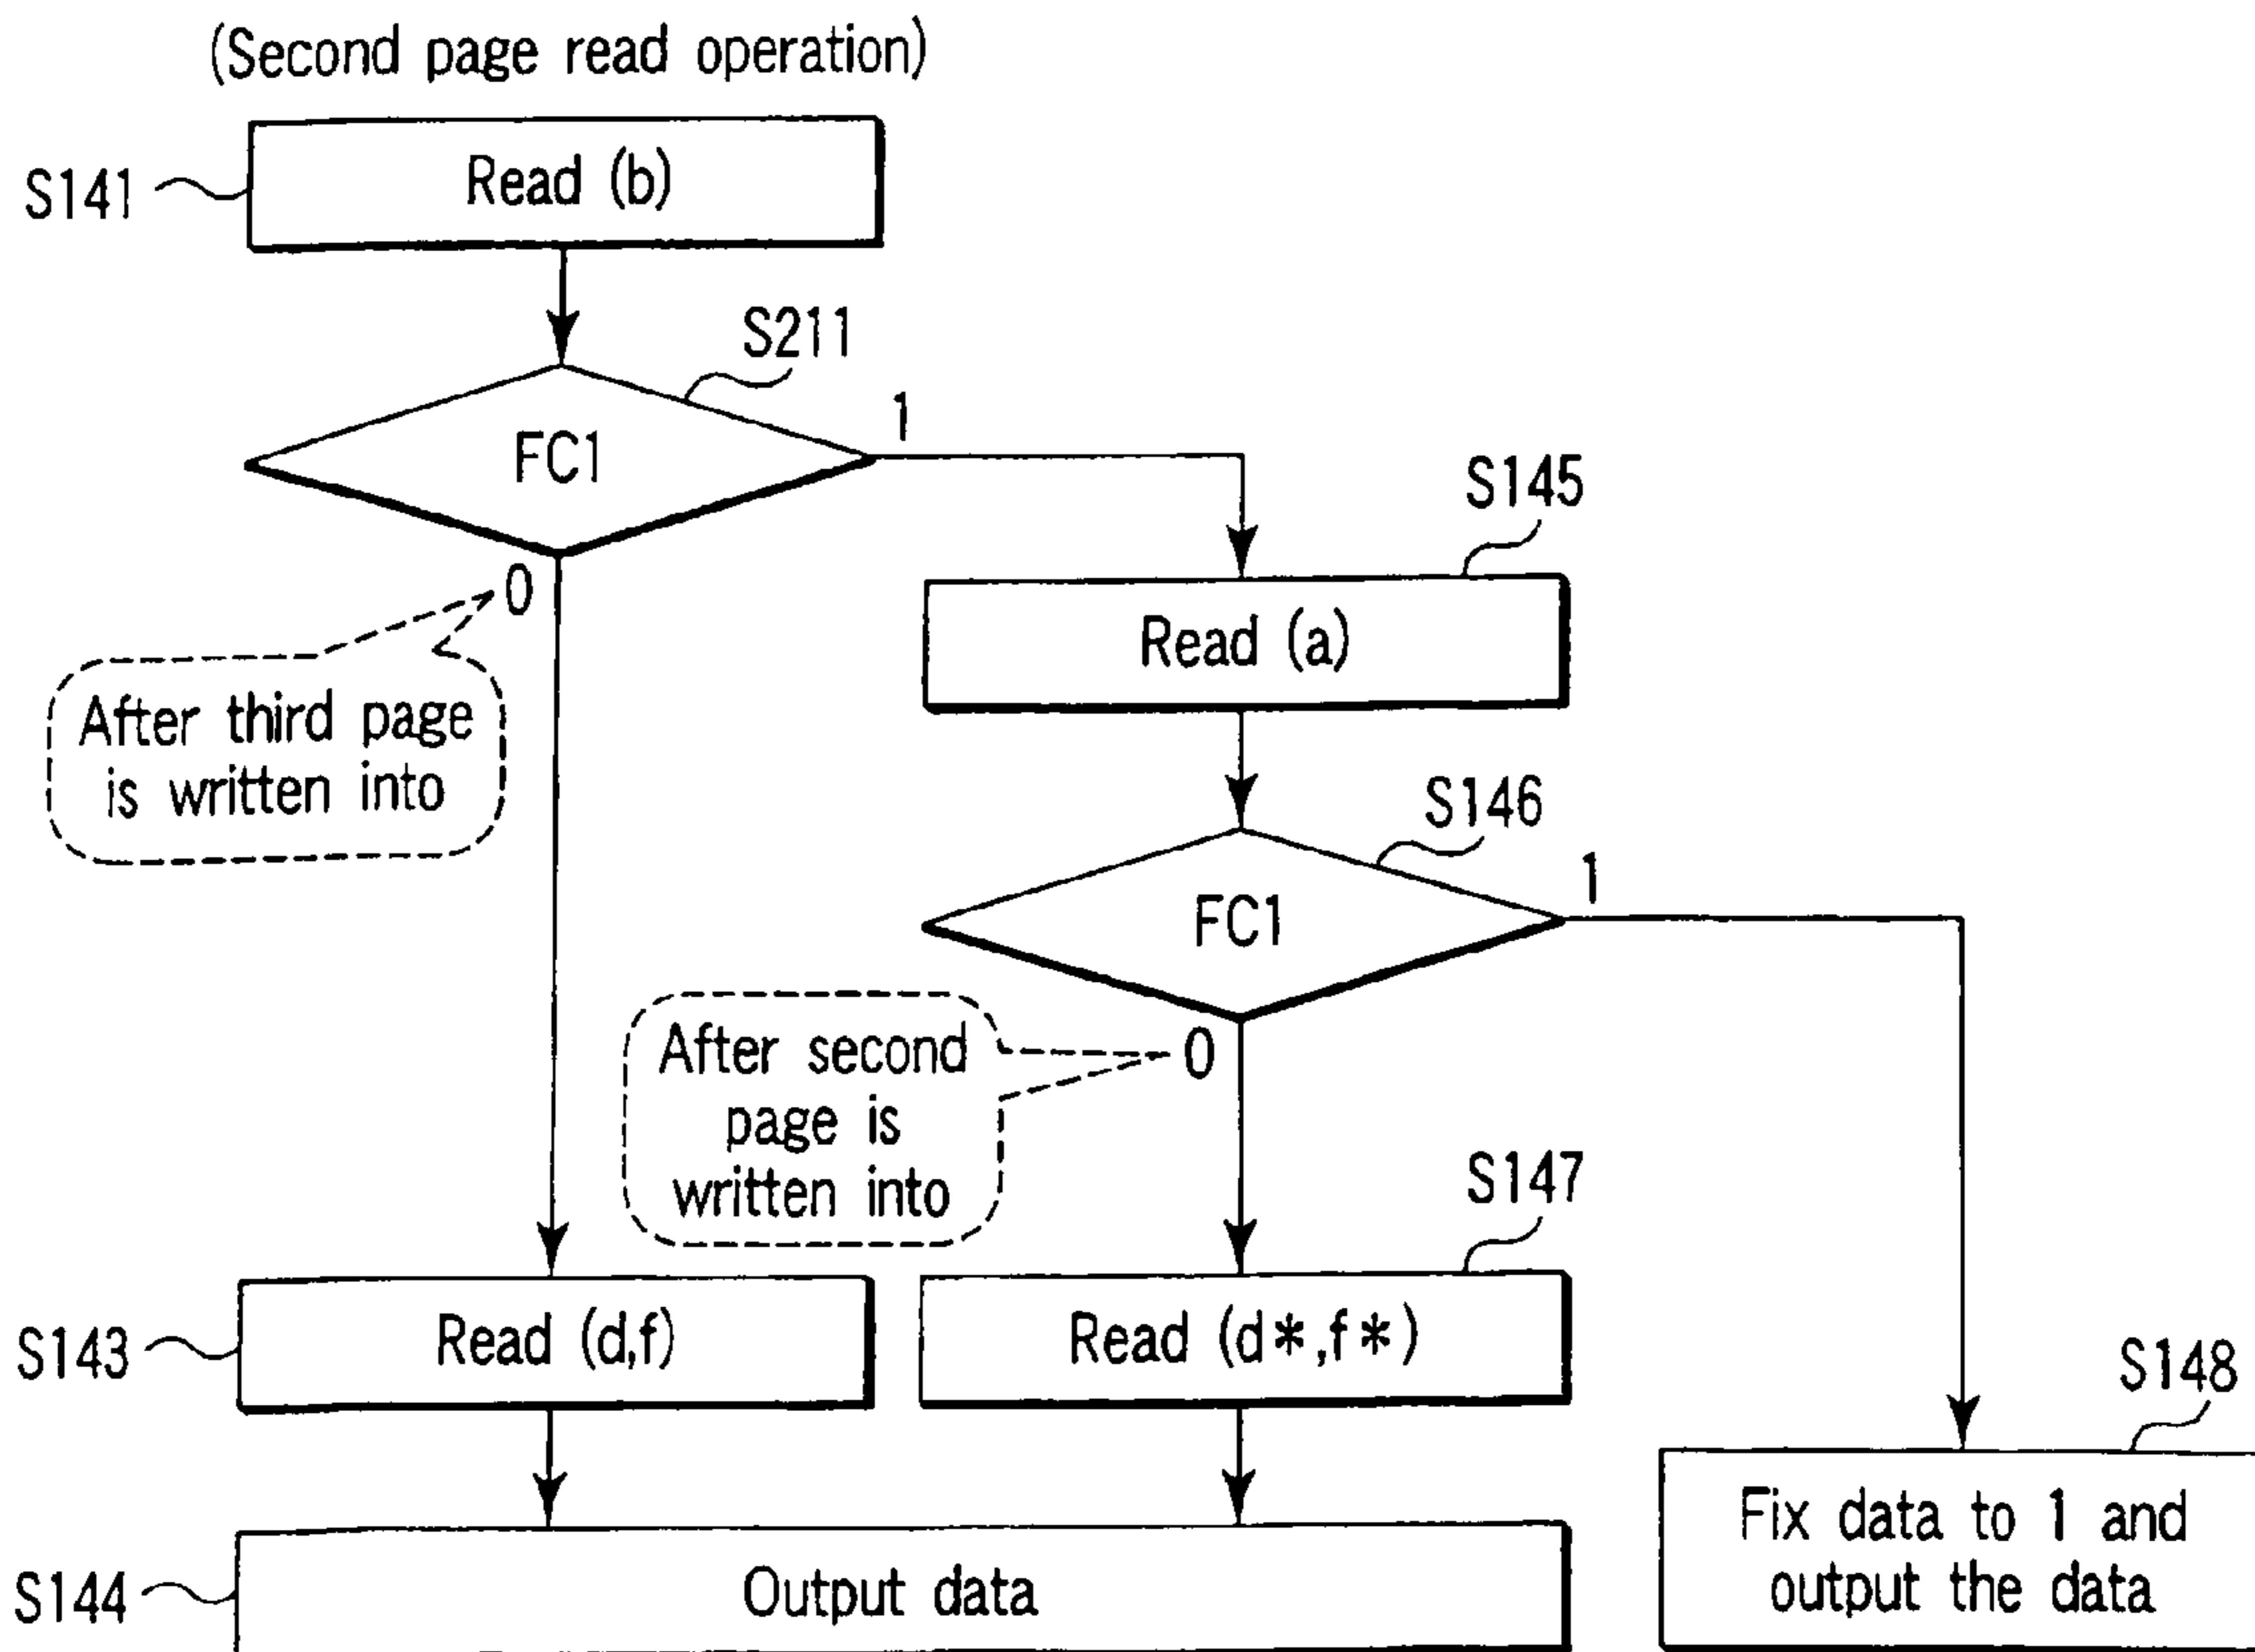 (Second page read operation)
S141
Read (b)
S211
FC1
1
0
After third page
is written into
S145
Read (a)
S146
FC1
1
0
After second
page is
written into
S143
Read (d,f)
S147
Read (d*,f*)
S148
Fix data to 1 and
output the data
S144
Output data